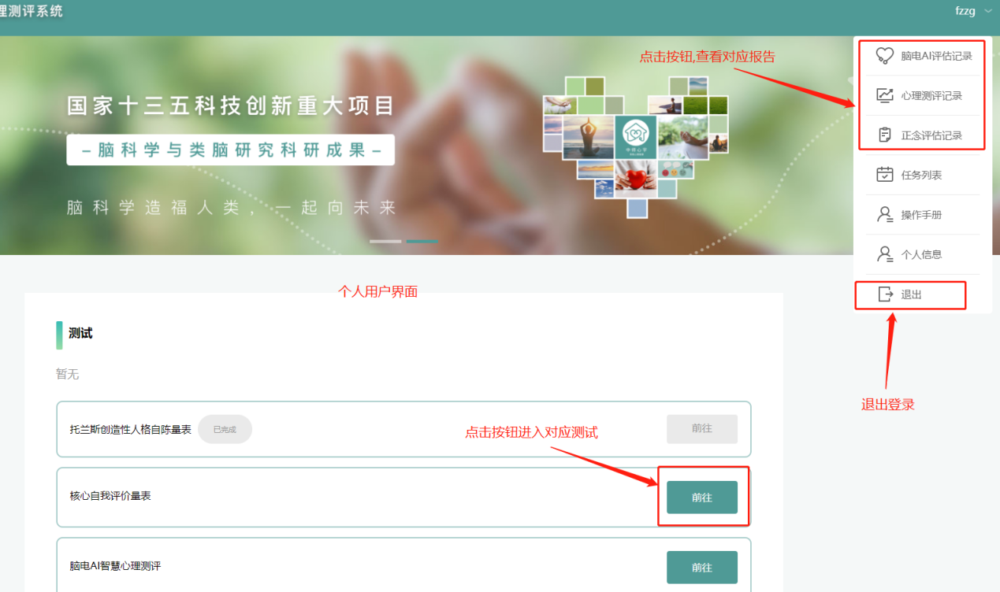 理测评系统
fzzg
点击按钮,查看对应报告
脑电AI评估记录
心理测评记录
正念评估记录
任务列表
操作手册
个人信息
退出
退出登录
国家十三五科技创新重大项目
–脑科学与类脑研究科研成果–
脑科学造福人类，一起向未来
个人用户界面
测试
暂无
托兰斯创造性人格自陈量表 已完成 前往
点击按钮进入对应测试
核心自我评价量表 前往
脑电AI智慧心理测评 前往